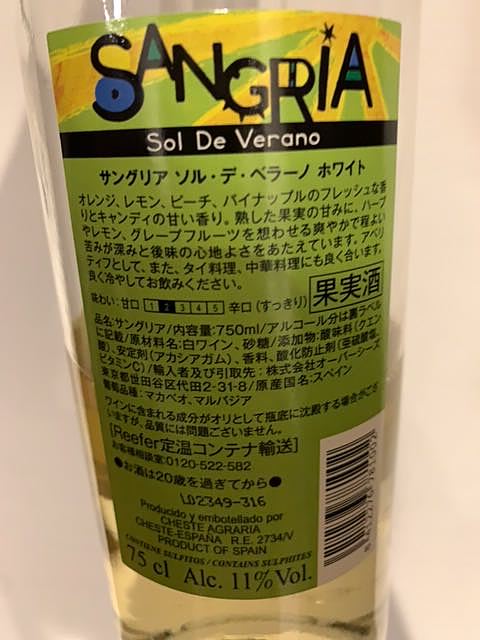 SANGRIA
Sol De Verano
サングリア ソル・デ・ベラーノ ホワイト
オレンジ、レモン、ピーチ、パイナップルのフレッシュな香
りとキャンディの甘い香り。熟した果実の甘みに、ハーブ
やレモン、グレープフルーツを想わせる爽やかで程よい
苦みが深みと後味の心地よさをあたえています。アペリ
ティフとして、また、タイ料理、中華料理にも良く合います。
良く冷やしてお飲みください。
味わい:甘口 1 2 3 4 5 辛口(すっきり)
果実酒
品名:サングリア/内容量:750ml/アルコール分は裏ラベル
に記載/原材料名:白ワイン、砂糖/添加物:酸味料(クエン
酸)、安定剤(アカシアガム)、香料、酸化防止剤(亜硫酸塩、
ビタミンC)/輸入者及び引取先:株式会社オーバーシーズ
東京都世田谷区代田2-31-8/原産国名:スペイン
葡萄品種:マカベオ、マルバジア
ワインに含まれる成分がオリとして瓶底に沈殿する場合がござ
いますが、品質には問題ございません。
[Reefer定温コンテナ輸送]
お客様相談室:0120-522-582
●お酒は20歳を過ぎてから●
L02349-316
Producido y embotellado por
CHESTE AGRARIA
CHESTE-ESPAÑA R.E. 2734/V
PRODUCT OF SPAIN
CONTIENE SULFITOS / CONTAINS SULPHITES
75 cl Alc. 11% Vol.